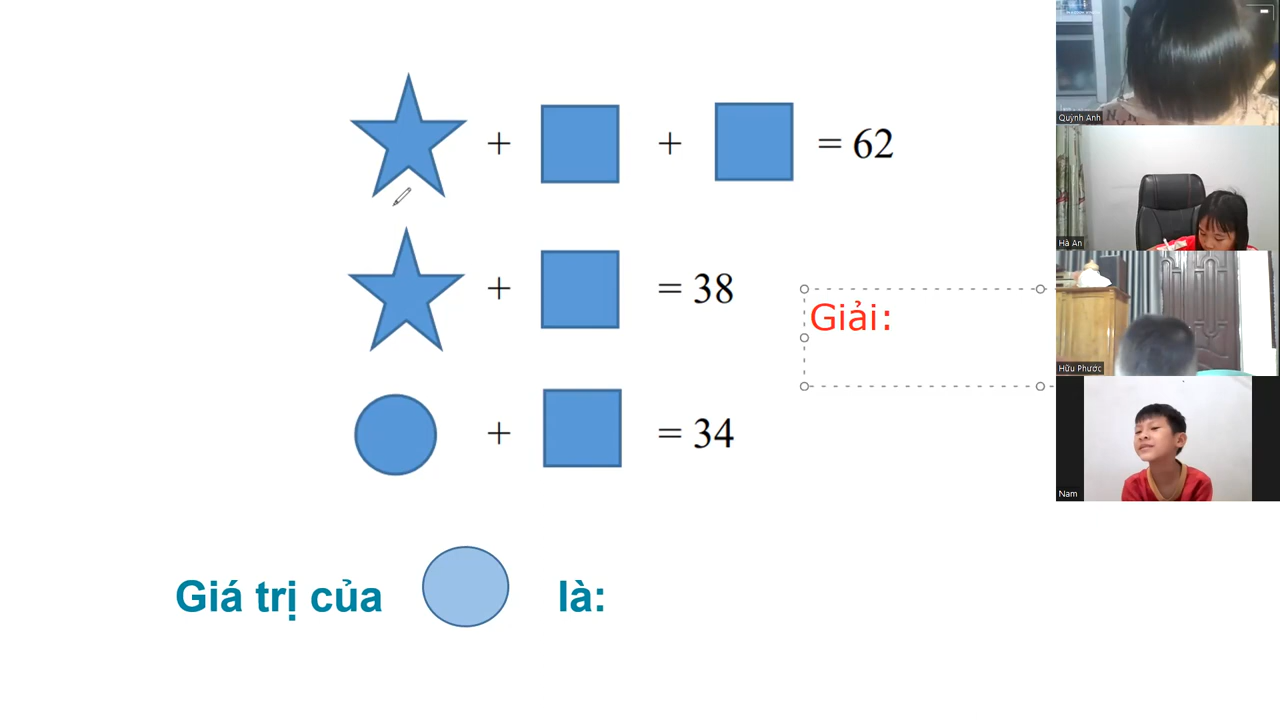 + + = 62
+ = 38
Giải:
+ = 34
Giá trị của là:
Quỳnh Anh
Hà An
Hữu Phước
Nam